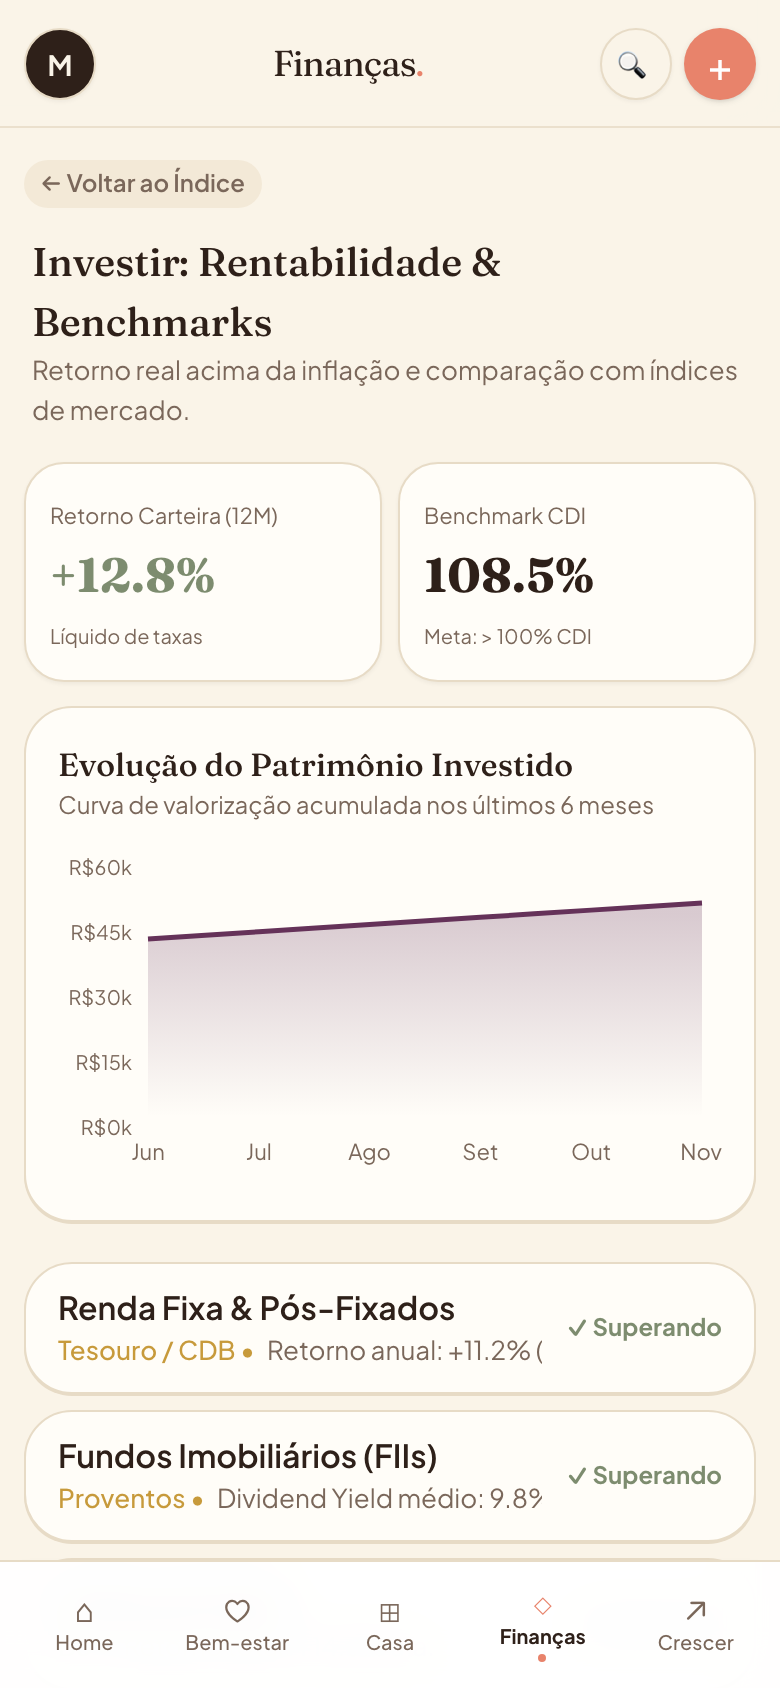 M
Finanças.
+
← Voltar ao Índice
Investir: Rentabilidade &
Benchmarks
Retorno real acima da inflação e comparação com índices
de mercado.
Retorno Carteira (12M)
+12.8%
Líquido de taxas
Benchmark CDI
108.5%
Meta: > 100% CDI
Evolução do Patrimônio Investido
Curva de valorização acumulada nos últimos 6 meses
R$60k
R$45k
R$30k
R$15k
R$0k
Jun Jul Ago Set Out Nov
Renda Fixa & Pós-Fixados
Tesouro / CDB • Retorno anual: +11.2% (
✓ Superando
Fundos Imobiliários (FIIs)
Proventos • Dividend Yield médio: 9.8%
✓ Superando
Home Bem-estar Casa Finanças Crescer